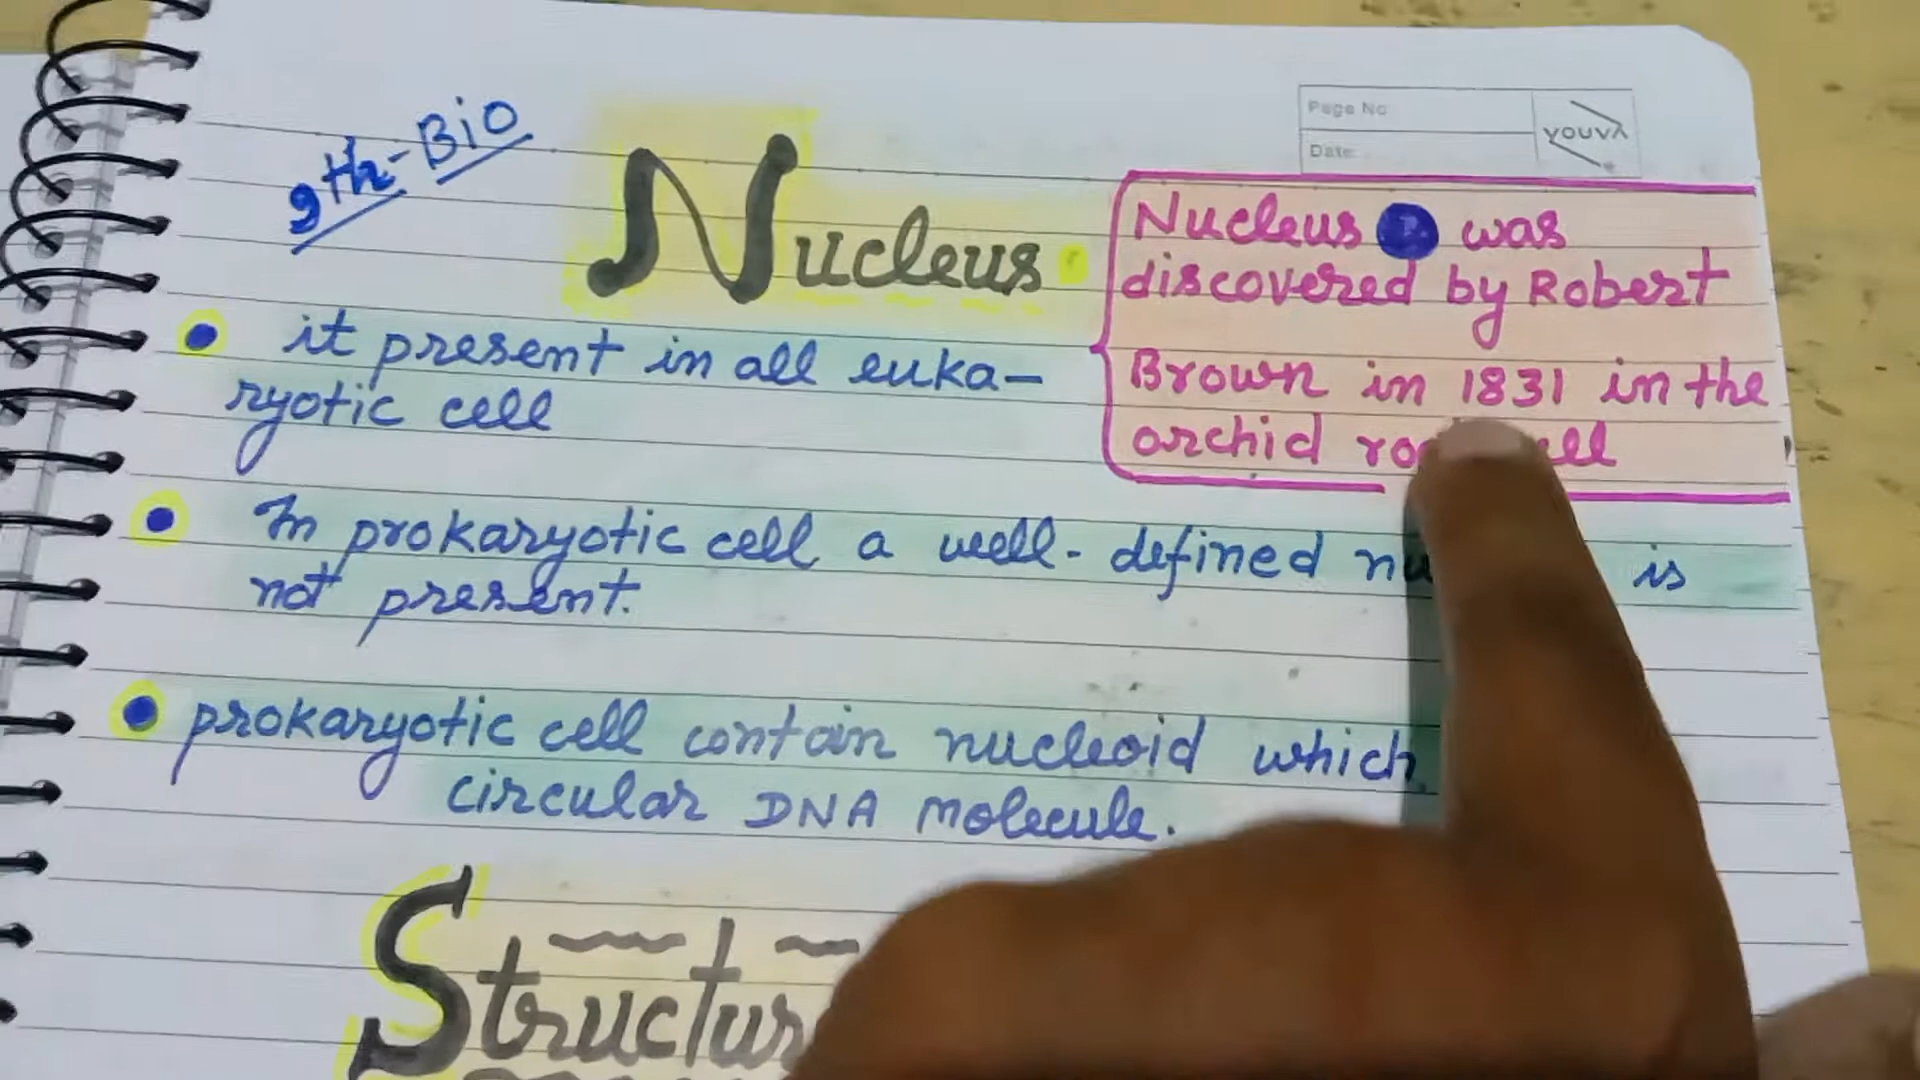 9th-Bio
Page No
Date:
youva
Nucleus
Nucleus was
discovered by Robert
Brown in 1831 in the
orchid
it present in all euka-
ryotic cell
In prokaryotic cell a well-defined is
not present.
prokaryotic cell contain nucleoid which
circular DNA molecule.